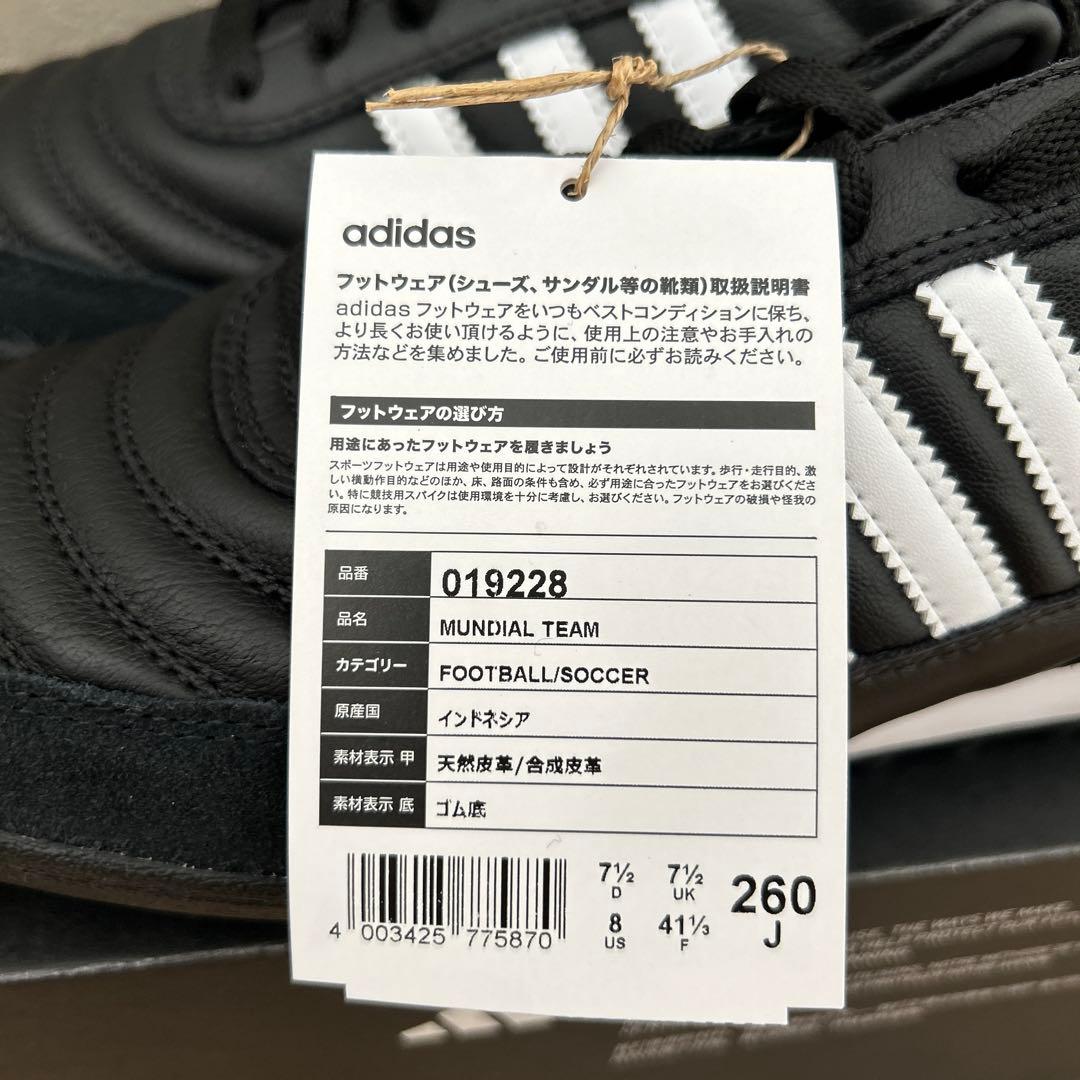 adidas
フットウェア(シューズ、サンダル等の靴類)取扱説明書
adidas フットウェアをいつもベストコンディションに保ち、
より長くお使い頂けるように、使用上の注意やお手入れの
方法などを集めました。ご使用前に必ずお読みください。
フットウェアの選び方
用途にあったフットウェアを履きましょう
スポーツフットウェアは用途や使用目的によって設計がそれぞれされています。歩行・走行目的、激
しい横動作目的などのほか、床、路面の条件も含め、必ず用途に合ったフットウェアをお選びくださ
い。特に競技用スパイクは使用環境を十分に考慮し、お選びください。フットウェアの破損や怪我の
原因になります。
品番 019228
品名 MUNDIAL TEAM
カテゴリー FOOTBALL/SOCCER
原産国 インドネシア
素材表示 甲 天然皮革/合成皮革
素材表示 底 ゴム底
4 003425 775870
7½ D 7½ UK
8 US 41⅓ F
260 J